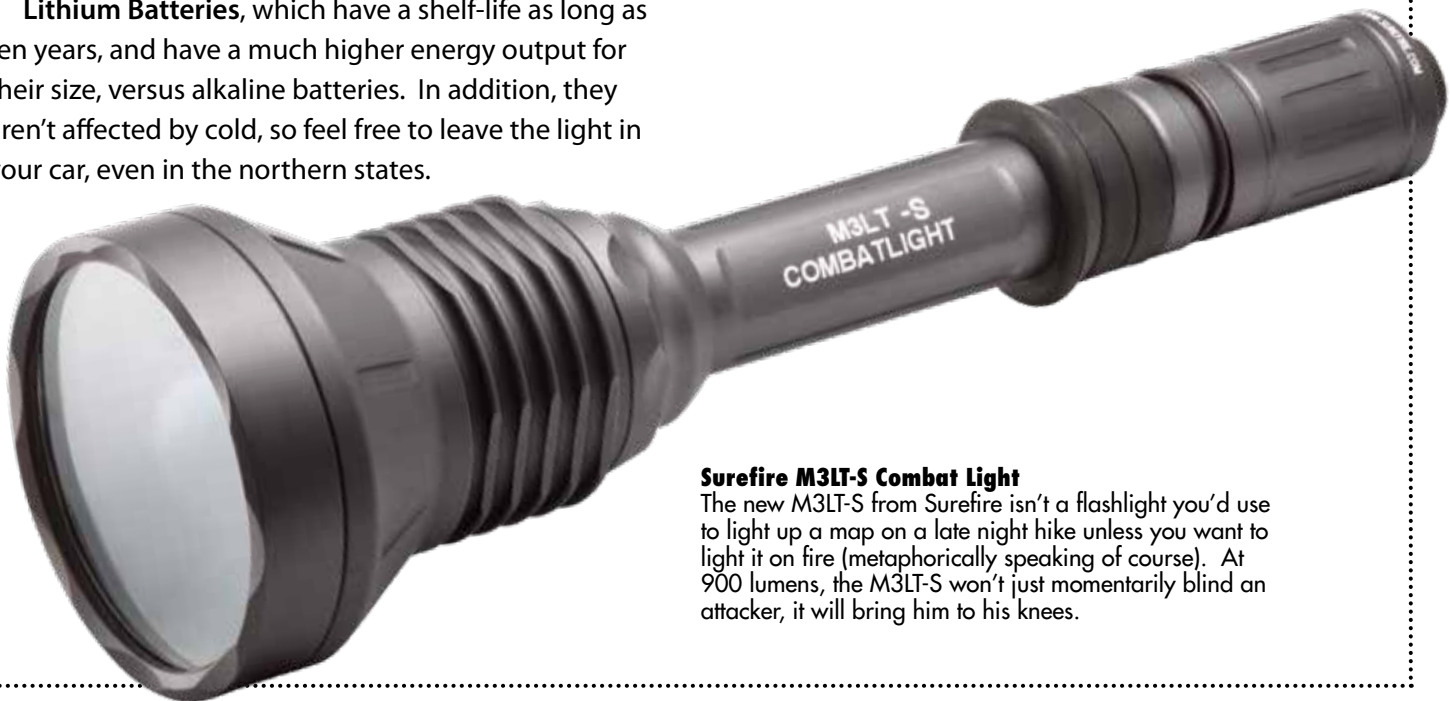 Lithium Batteries, which have a shelf-life as long as
en years, and have a much higher energy output for
heir size, versus alkaline batteries.  In addition, they
ren't affected by cold, so feel free to leave the light in
your car, even in the northern states.
M3LT -S
COMBATLIGHT
Surefire M3LT-S Combat Light
The new M3LT-S from Surefire isn't a flashlight you'd use
to light up a map on a late night hike unless you want to
light it on fire (metaphorically speaking of course).  At
900 lumens, the M3LT-S won't just momentarily blind an
attacker, it will bring him to his knees.